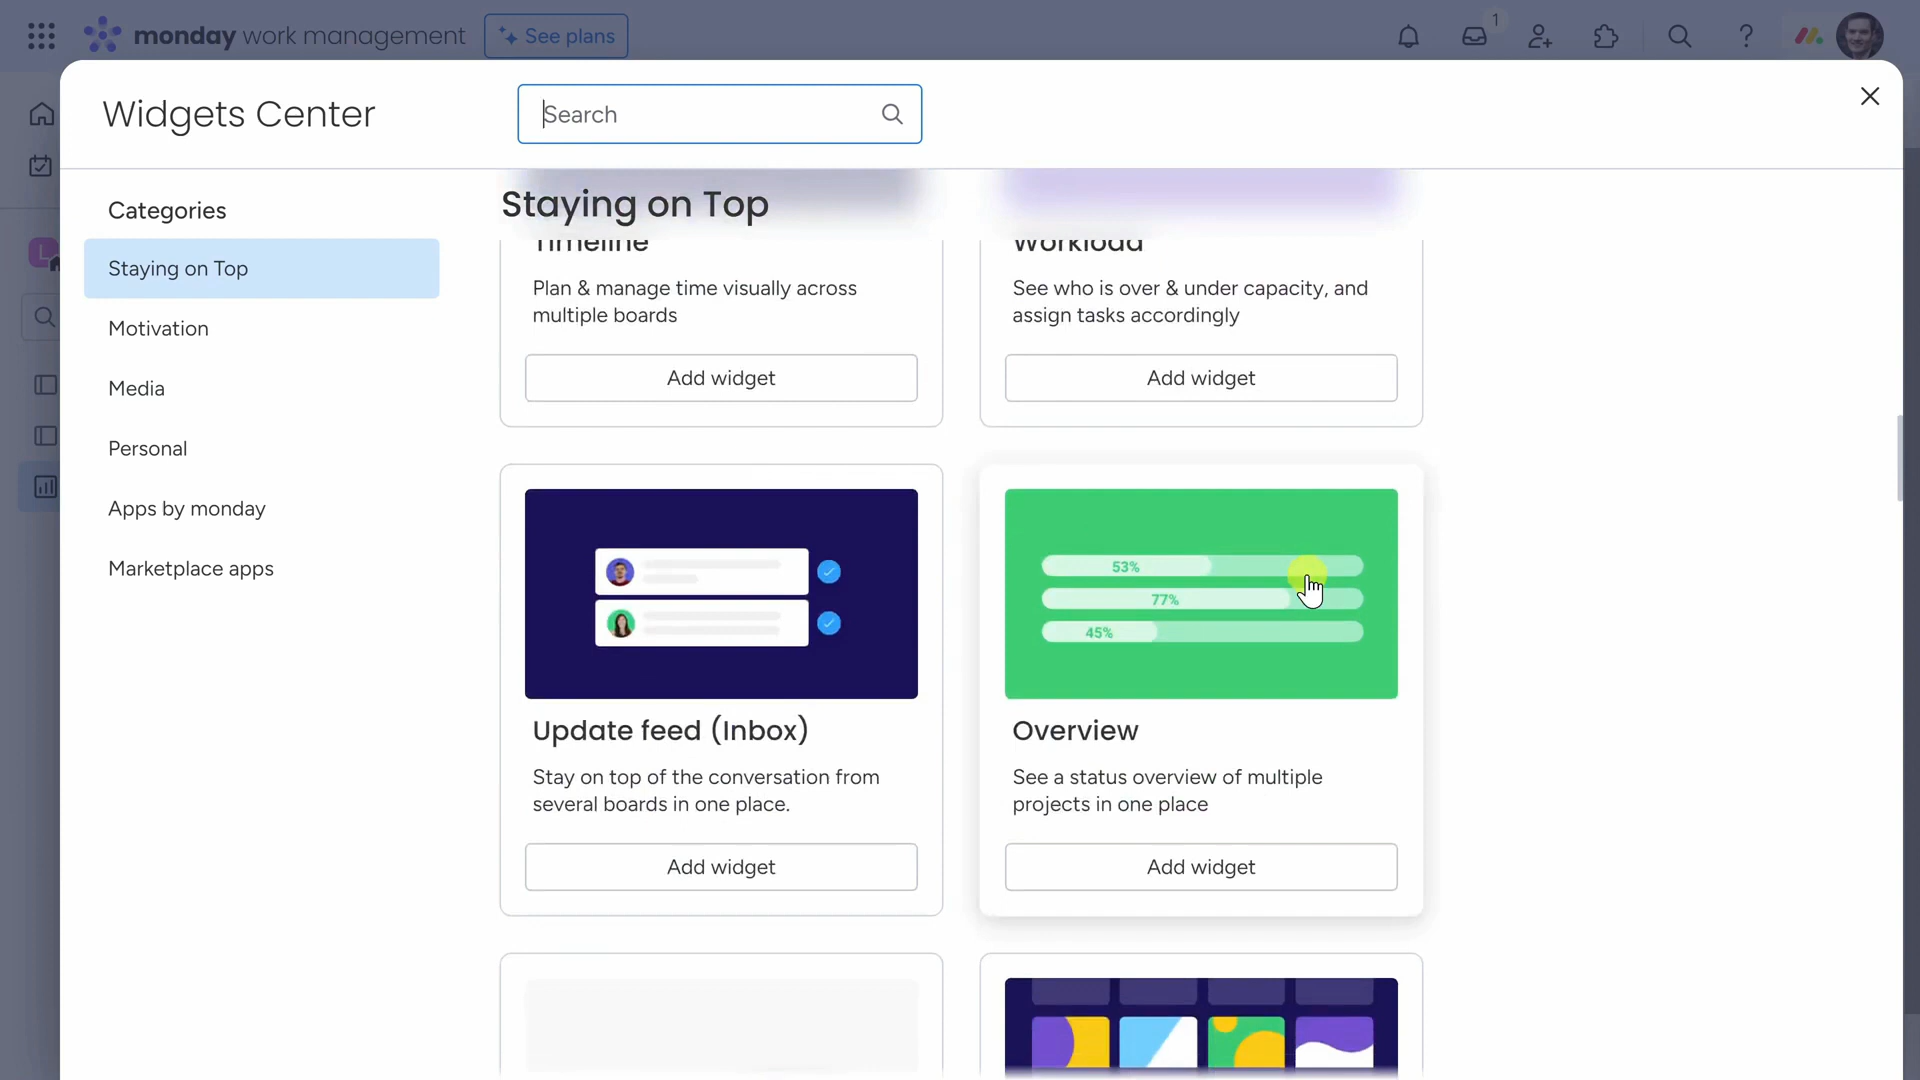 monday work management
See plans
1
Widgets Center
Search
Categories
Staying on Top
Motivation
Media
Personal
Apps by monday
Marketplace apps
Staying on Top
Timeline
Plan & manage time visually across
multiple boards
Add widget
Workload
See who is over & under capacity, and
assign tasks accordingly
Add widget
Update feed (Inbox)
Stay on top of the conversation from
several boards in one place.
Add widget
53%
77%
45%
Overview
See a status overview of multiple
projects in one place
Add widget
L